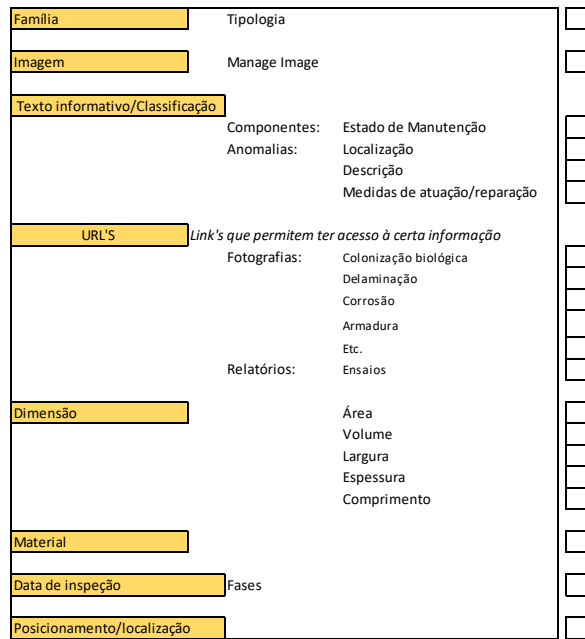 Família Tipologia
Imagem Manage Image
Texto informativo/Classificação
Componentes: Estado de Manutenção
Anomalias: Localização
Descrição
Medidas de atuação/reparação
URL'S Link's que permitem ter acesso à certa informação
Fotografias: Colonização biológica
Delaminação
Corrosão
Armadura
Etc.
Relatórios: Ensaios
Dimensão Área
Volume
Largura
Espessura
Comprimento
Material
Data de inspeção Fases
Posicionamento/localização